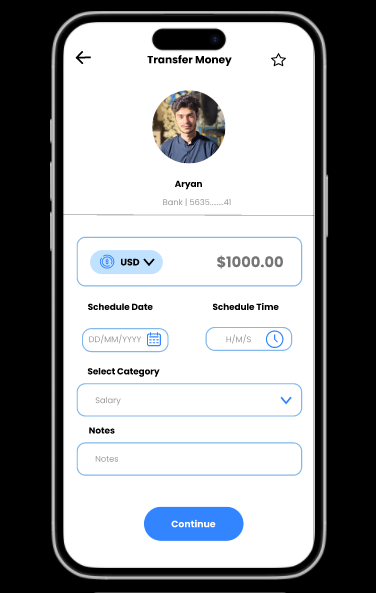 Transfer Money
Aryan
Bank | 5635........41
USD $1000.00
Schedule Date Schedule Time
DD/MM/YYYY H/M/S
Select Category
Salary
Notes
Notes
Continue